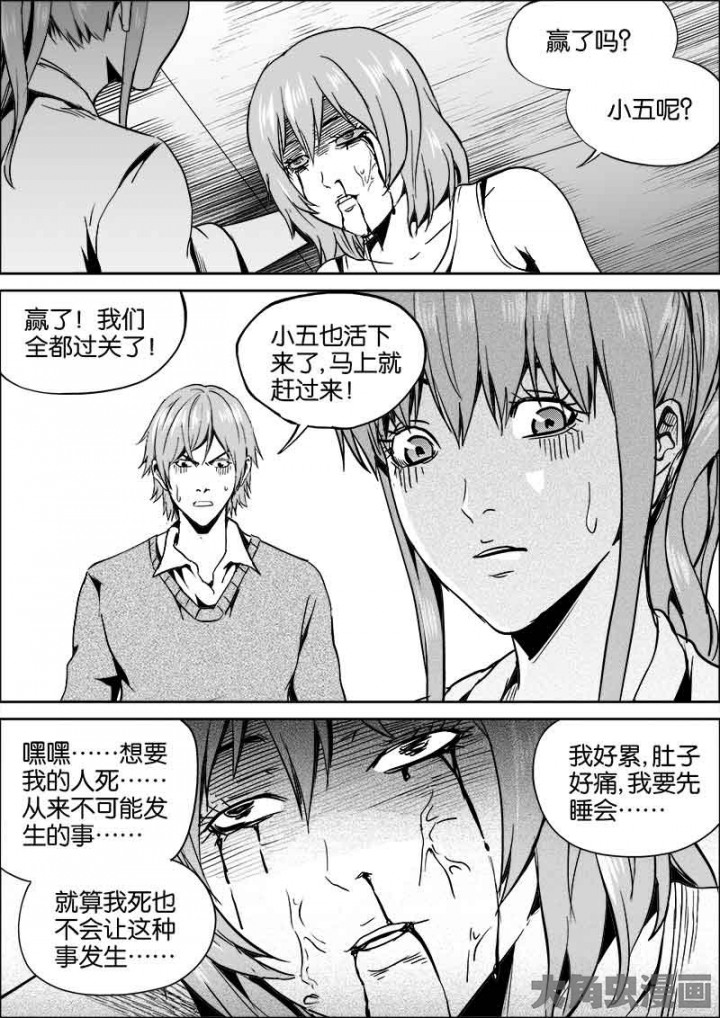 赢了吗？
小五呢？
赢了！我们
全都过关了！
小五也活下
来了，马上就
赶过来！
嘿嘿……想要
我的人死……
从来不可能发
生的事……
就算我死也
不会让这种
事发生……
我好累，肚子
好痛，我要先
睡会……
大角虫漫画